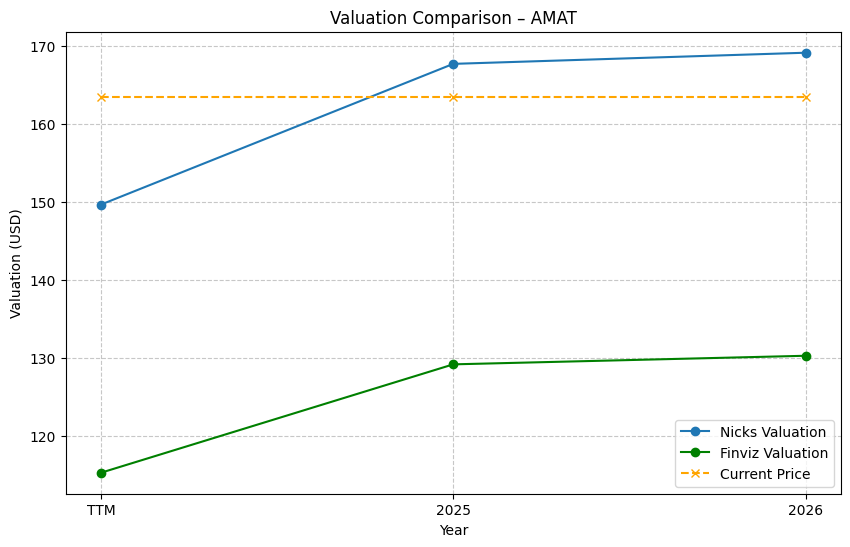 Valuation Comparison – AMAT
170
160
150
140
130
120
Valuation (USD)
TTM
2025
2026
Year
Nicks Valuation
Finviz Valuation
Current Price